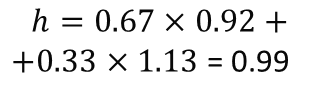 h = 0.67 × 0.92 +
+0.33 × 1.13 = 0.99